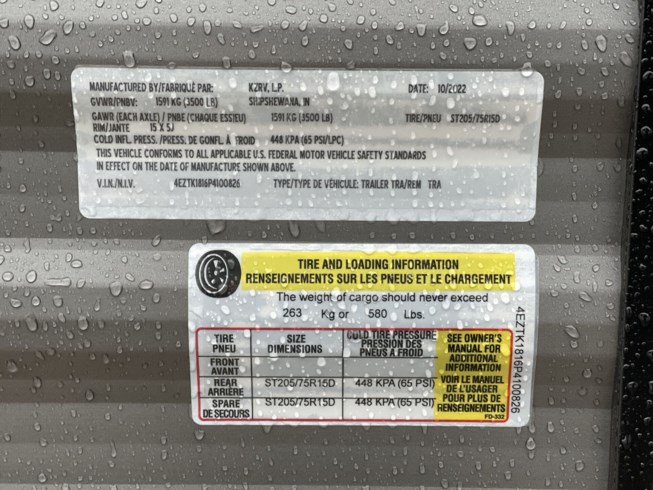 MANUFACTURED BY/FABRIQUÉ PAR: KZRV, L.P. DATE: 10/2022
GVWR/PNBV: 1591 KG (3500 LB) SHIPSHEWANA, IN
GAWR (EACH AXLE) / PNBE (CHAQUE ESSIEU) 1591 KG (3500 LB) TIRE/PNEU ST205/75R15D
RIM/JANTE 15 X 5J
COLD INFL. PRESS. /PRESS. DE GONFL. À FROID 448 KPA (65 PSI/LPC)
THIS VEHICLE CONFORMS TO ALL APPLICABLE U.S. FEDERAL MOTOR VEHICLE SAFETY STANDARDS
IN EFFECT ON THE DATE OF MANUFACTURE SHOWN ABOVE.
V.I.N./N.I.V. 4EZTK1816P4100826 TYPE/TYPE DE VÉHICULE: TRAILER TRA/REM TRA
TIRE AND LOADING INFORMATION
RENSEIGNEMENTS SUR LES PNEUS ET LE CHARGEMENT
The weight of cargo should never exceed
263 Kg or 580 Lbs.
TIRE
PNEU
SIZE
DIMENSIONS
COLD TIRE PRESSURE
PRESSION DES
PNEUS À FROID
FRONT
AVANT
REAR
ARRIÈRE
ST205/75R15D
448 KPA (65 PSI)
SPARE
DE SECOURS
ST205/75R15D
448 KPA (65 PSI)
SEE OWNER'S
MANUAL FOR
ADDITIONAL
INFORMATION
VOIR LE MANUEL
DE L'USAGER
POUR PLUS DE
RENSEIGNEMENTS
FD-332
4EZTK1816P4100826